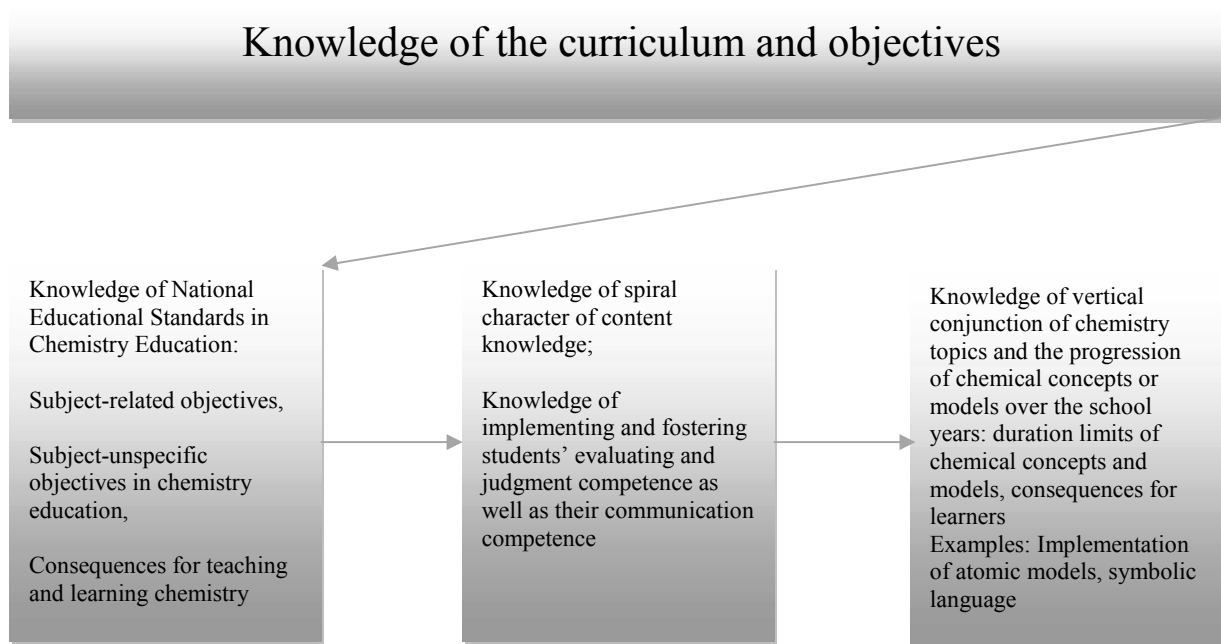 Knowledge of the curriculum and objectives
Knowledge of National
Educational Standards in
Chemistry Education:
Subject-related objectives,
Subject-unspecific
objectives in chemistry
education,
Consequences for teaching
and learning chemistry
Knowledge of spiral
character of content
knowledge;
Knowledge of
implementing and fostering
students’ evaluating and
judgment competence as
well as their communication
competence
Knowledge of vertical
conjunction of chemistry
topics and the progression
of chemical concepts or
models over the school
years: duration limits of
chemical concepts and
models, consequences for
learners
Examples: Implementation
of atomic models, symbolic
language